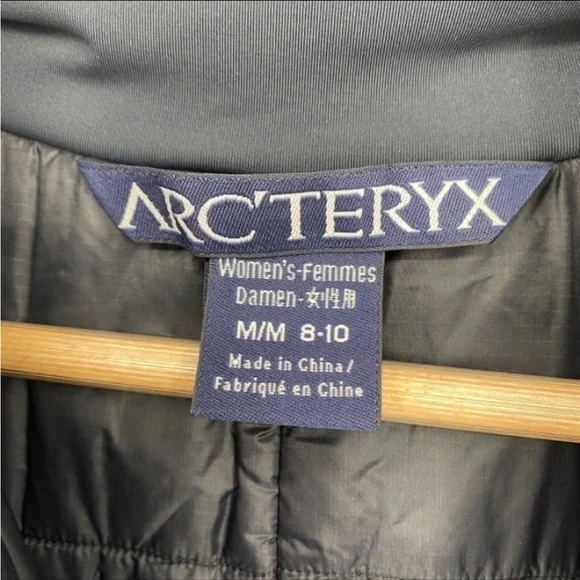 ARC'TERYX
Women's-Femmes
Damen-女性用
M/M 8-10
Made in China/
Fabriqué en Chine